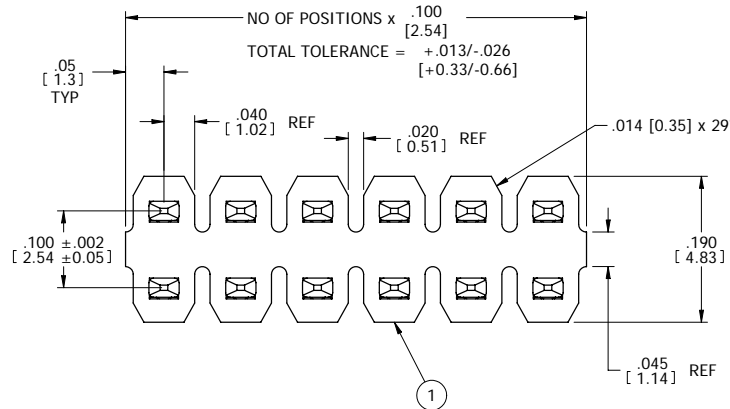 NO OF POSITIONS x .100
[2.54]
TOTAL TOLERANCE = +.013/-.026
[+0.33/-0.66]
.05
[ 1.3]
TYP
.040
[ 1.02] REF
.020
[ 0.51] REF
.014 [0.35] x 29
.100 ±.002
[ 2.54 ±0.05]
.190
[ 4.83]
.045
[ 1.14] REF
1